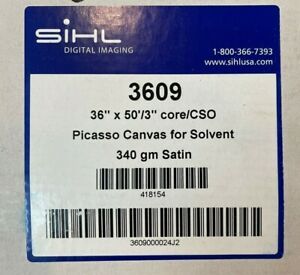 SIHL
DIGITAL IMAGING
1-800-366-7393
www.sihlusa.com
3609
36" x 50'/3" core/CSO
Picasso Canvas for Solvent
340 gm Satin
418154
3609000024J2